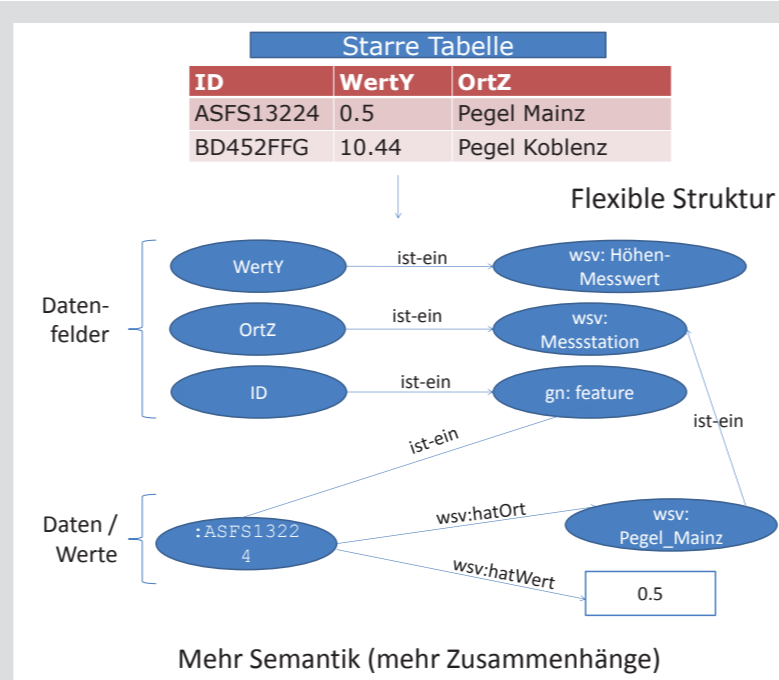 Starre Tabelle
ID WertY OrtZ
ASFS13224 0.5 Pegel Mainz
BD452FFG 10.44 Pegel Koblenz
Flexible Struktur
Daten-
felder
WertY
ist-ein
wsv: Höhen-
Messwert
OrtZ
ist-ein
wsv:
Messstation
ID
ist-ein
gn: feature
ist-ein
ist-ein
Daten /
Werte
:ASFS1322
4
wsv:hatOrt
wsv:
Pegel_Mainz
wsv:hatWert
0.5
Mehr Semantik (mehr Zusammenhänge)